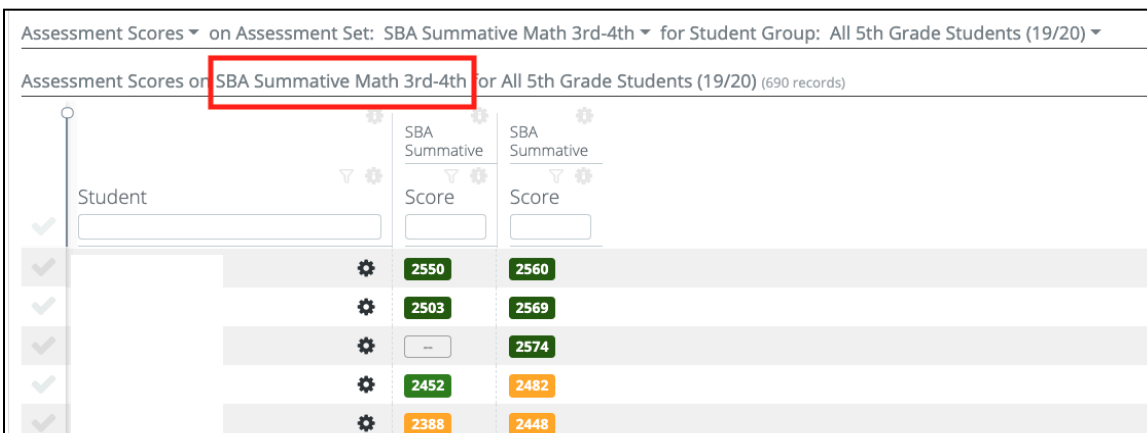 Assessment Scores on Assessment Set: SBA Summative Math 3rd-4th for Student Group: All 5th Grade Students (19/20)
Assessment Scores on SBA Summative Math 3rd-4th for All 5th Grade Students (19/20) (690 records)
SBA Summative
SBA Summative
Student
Score
Score
2550 2560
2503 2569
-- 2574
2452 2482
2388 2448